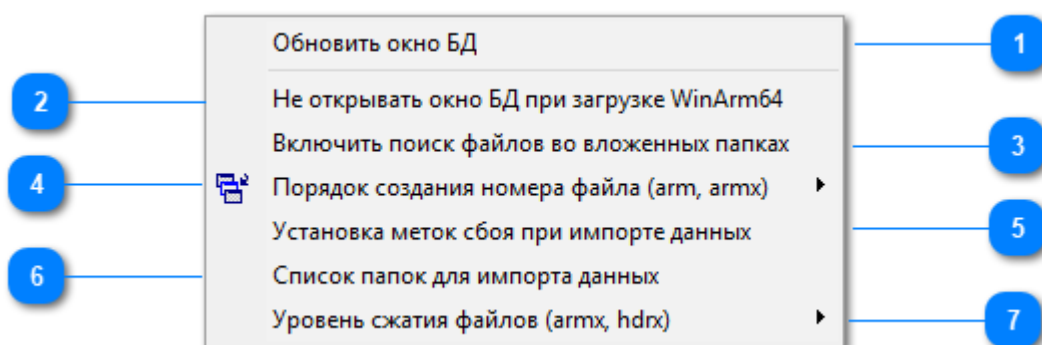 Обновить окно БД
1
2
Не открывать окно БД при загрузке WinArm64
Включить поиск файлов во вложенных папках
3
4
Порядок создания номера файла (arm, armx)
Установка меток сбоя при импорте данных
5
6
Список папок для импорта данных
Уровень сжатия файлов (armx, hdrx)
7